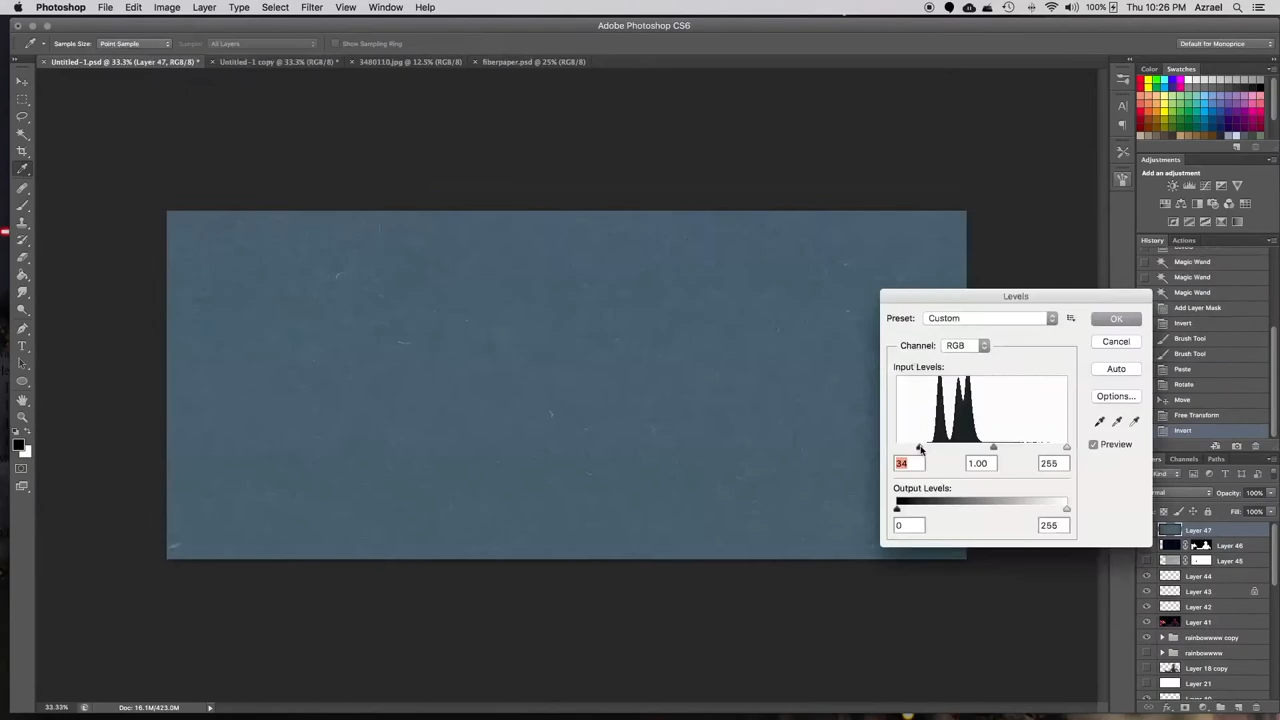 Photoshop File Edit Image Layer Type Select Filter View Window Help 100% Thu 10:26 PM Azrael
Adobe Photoshop CS6
Sample Size: Point Sample Sample: All Layers Show Sampling Ring Default for Monoprice
Untitled-1.psd @ 33.3% (Layer 47, RGB/8) * Untitled-1 copy @ 33.3% (RGB/8) * 3480110.jpg @ 12.5% (RGB/8) fiberpaper.psd @ 25% (RGB/8)
Color Swatches
Adjustments
Add an adjustment
History Actions
Magic Wand
Magic Wand
Magic Wand
Add Layer Mask
Invert
Brush Tool
Brush Tool
Paste
Rotate
Move
Free Transform
Invert
Levels
Preset: Custom
OK
Channel: RGB
Cancel
Input Levels:
Auto
Options...
Preview
34 1.00 255
Output Levels:
0 255
Channels Paths
Opacity: 100%
Fill: 100%
Layer 47
Layer 46
Layer 45
Layer 44
Layer 43
Layer 42
Layer 41
rainbowwww copy
rainbowwww
Layer 18 copy
Layer 21
33.33% Doc: 16.1M/423.0M